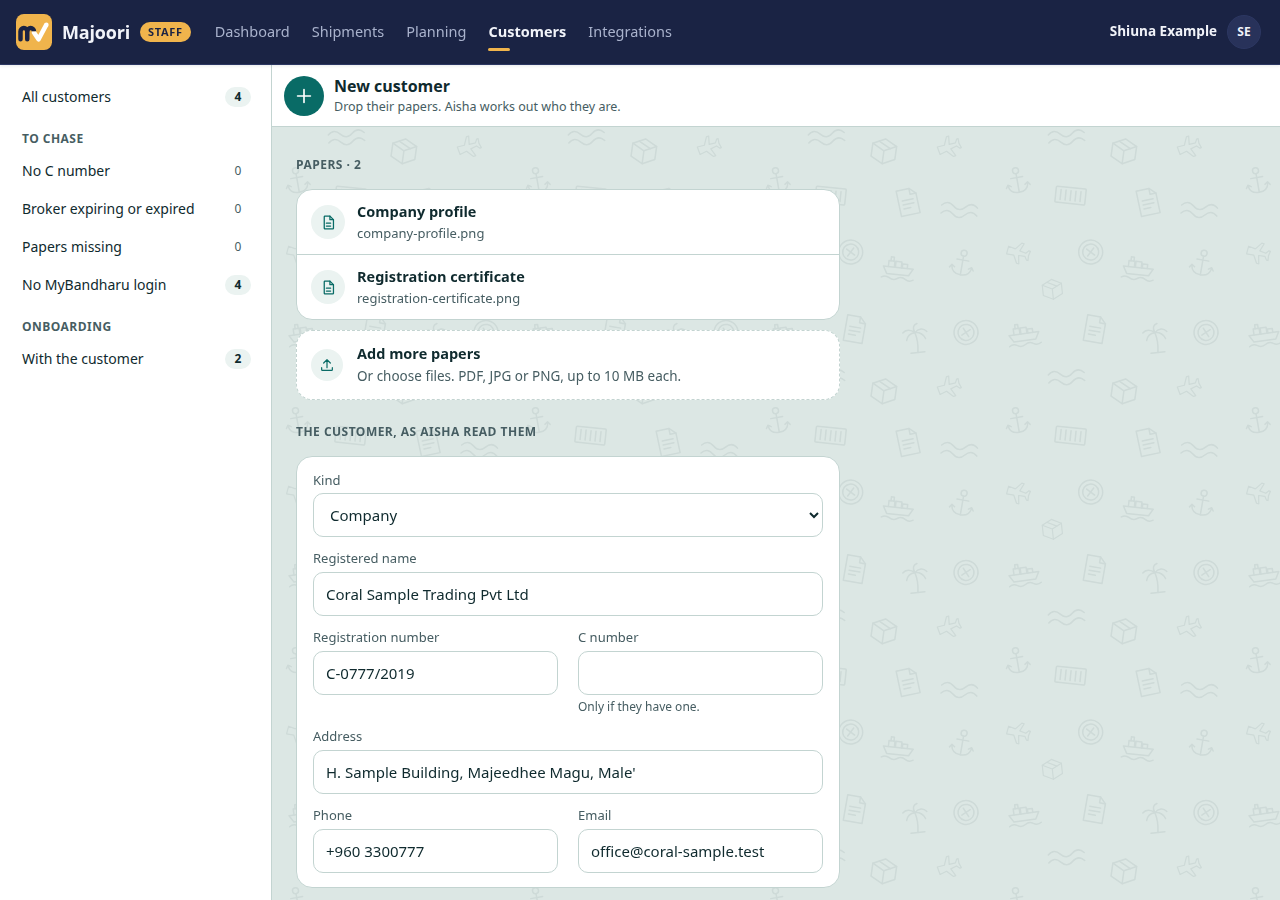 Majoori STAFF Dashboard Shipments Planning Customers Integrations Shiuna Example SE
All customers 4
TO CHASE
No C number 0
Broker expiring or expired 0
Papers missing 0
No MyBandharu login 4
ONBOARDING
With the customer 2
New customer
Drop their papers. Aisha works out who they are.
PAPERS · 2
Company profile
company-profile.png
Registration certificate
registration-certificate.png
Add more papers
Or choose files. PDF, JPG or PNG, up to 10 MB each.
THE CUSTOMER, AS AISHA READ THEM
Kind
Company
Registered name
Coral Sample Trading Pvt Ltd
Registration number C number
C-0777/2019
Only if they have one.
Address
H. Sample Building, Majeedhee Magu, Male'
Phone Email
+960 3300777 office@coral-sample.test